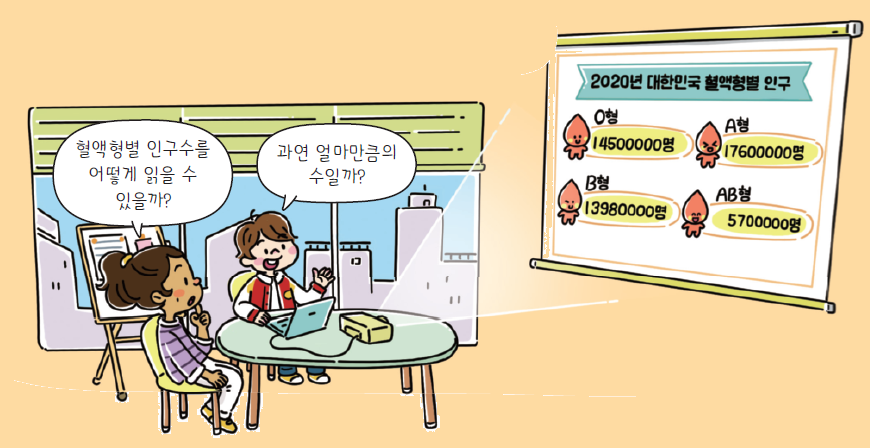 혈액형별 인구수를
어떻게 읽을 수
있을까?
과연 얼마만큼의
수일까?
2020년 대한민국 혈액형별 인구
O형
14500000명
A형
17600000명
B형
13980000명
AB형
5700000명